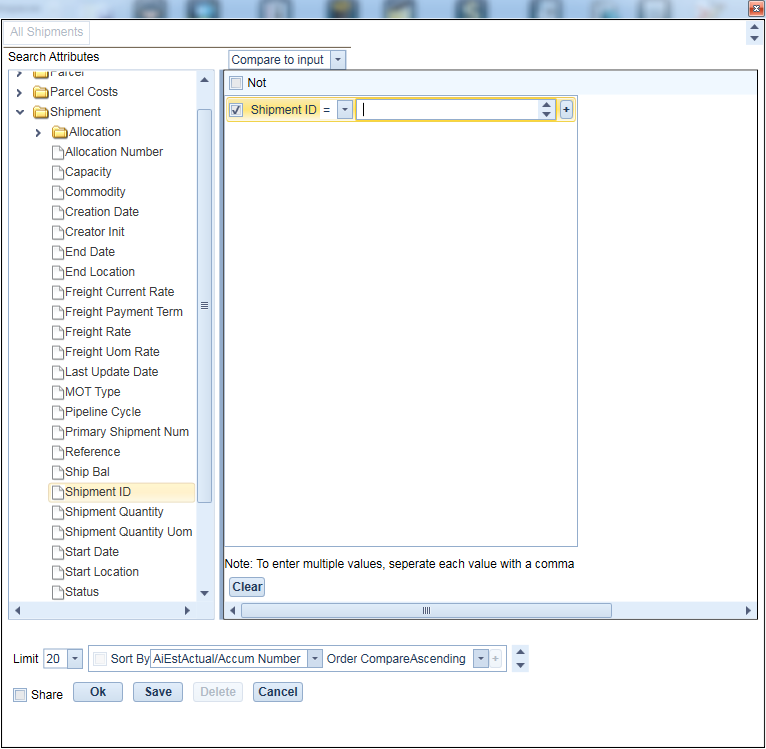 All Shipments
Search Attributes
Compare to input
Parcel
Parcel Costs
Shipment
Allocation
Allocation Number
Capacity
Commodity
Creation Date
Creator Init
End Date
End Location
Freight Current Rate
Freight Payment Term
Freight Rate
Freight Uom Rate
Last Update Date
MOT Type
Pipeline Cycle
Primary Shipment Num
Reference
Ship Bal
Shipment ID
Shipment Quantity
Shipment Quantity Uom
Start Date
Start Location
Status
Not
Shipment ID =
+
Note: To enter multiple values, seperate each value with a comma
Clear
Limit 20 Sort By AiEstActual/Accum Number Order CompareAscending +
Share Ok Save Delete Cancel